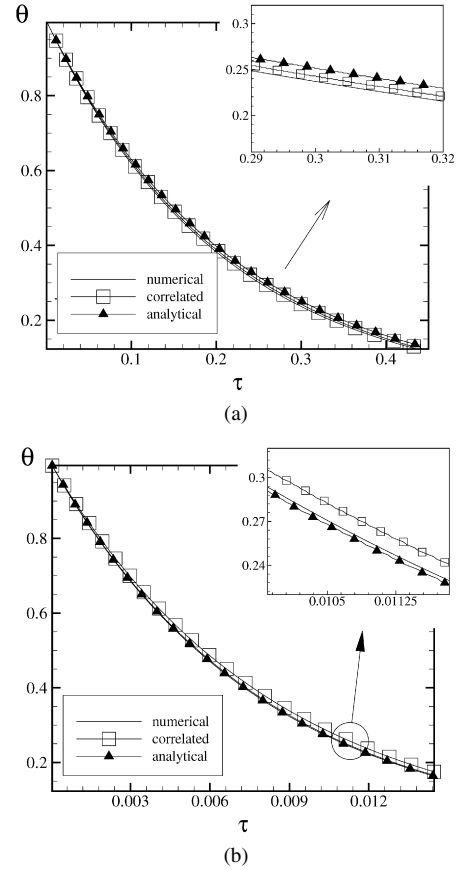 θ
0.3
0.25
0.2
0.29
0.3
0.31
0.32
0.8
0.6
0.4
0.2
numerical
correlated
analytical
0.1
0.2
0.3
0.4
τ
(a)
θ
0.3
0.27
0.24
0.0105
0.01125
0.8
0.6
0.4
0.2
numerical
correlated
analytical
0.003
0.006
0.009
0.012
τ
(b)